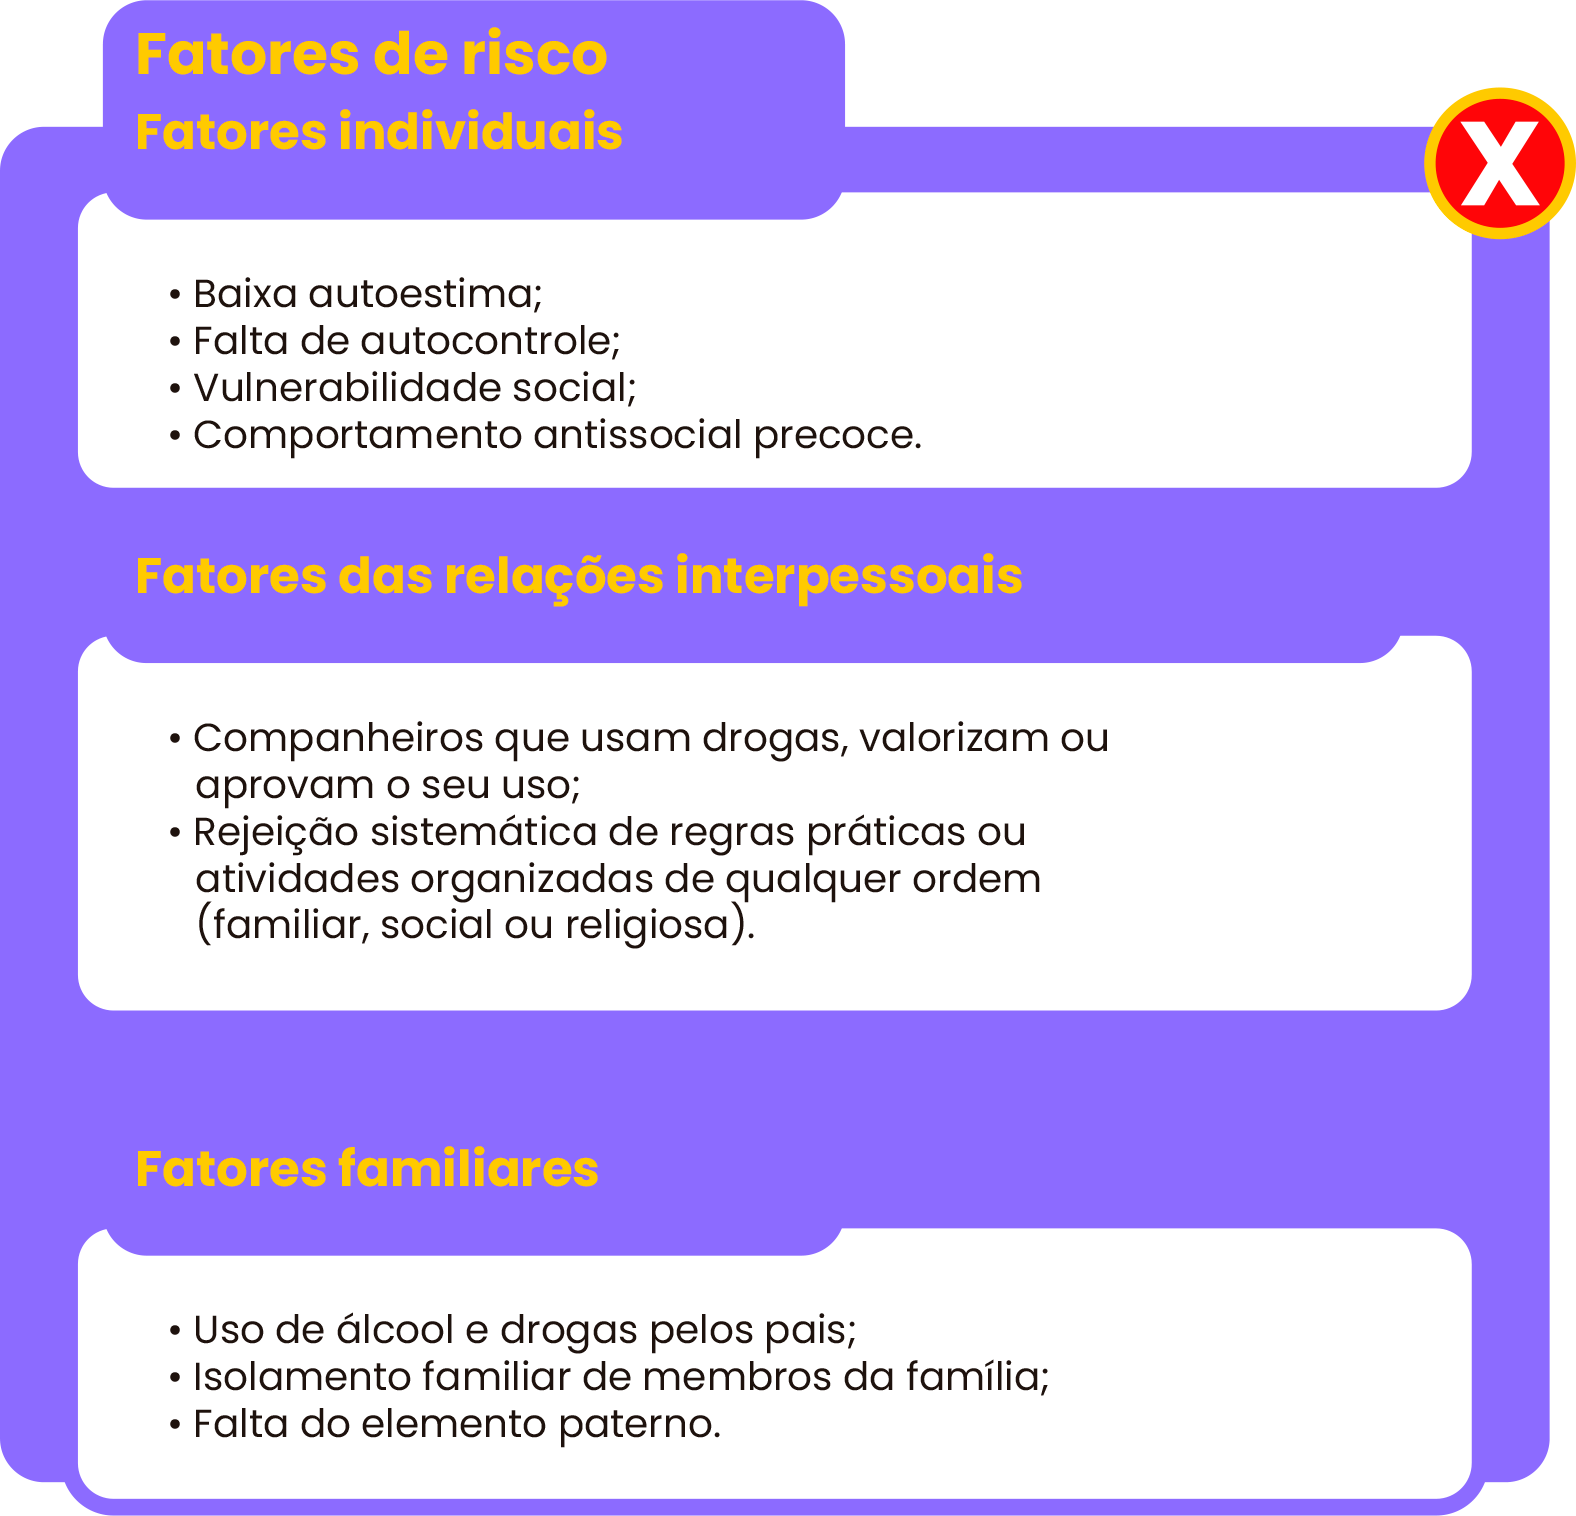 Fatores de risco
Fatores individuais
X
• Baixa autoestima;
• Falta de autocontrole;
• Vulnerabilidade social;
• Comportamento antissocial precoce.
Fatores das relações interpessoais
• Companheiros que usam drogas, valorizam ou
aprovam o seu uso;
• Rejeição sistemática de regras práticas ou
atividades organizadas de qualquer ordem
(familiar, social ou religiosa).
Fatores familiares
• Uso de álcool e drogas pelos pais;
• Isolamento familiar de membros da família;
• Falta do elemento paterno.